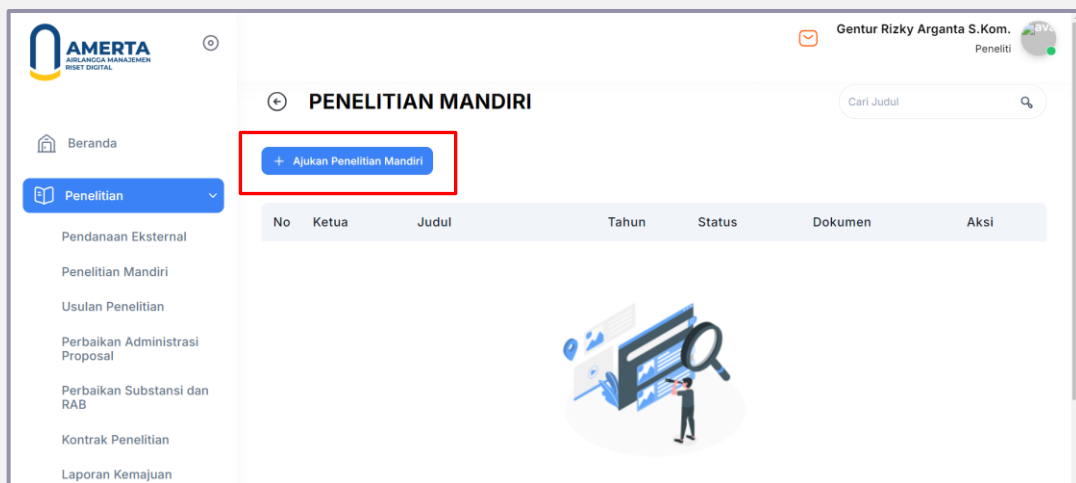 AMERTA
AIRLANGGA MANAJEMEN
RISET DIGITAL
Gentur Rizky Arganta S.Kom.
Peneliti
ava
PENELITIAN MANDIRI
Cari Judul
Beranda
+ Ajukan Penelitian Mandiri
Penelitian
No Ketua Judul Tahun Status Dokumen Aksi
Pendanaan Eksternal
Penelitian Mandiri
Usulan Penelitian
Perbaikan Administrasi
Proposal
Perbaikan Substansi dan
RAB
Kontrak Penelitian
Laporan Kemajuan